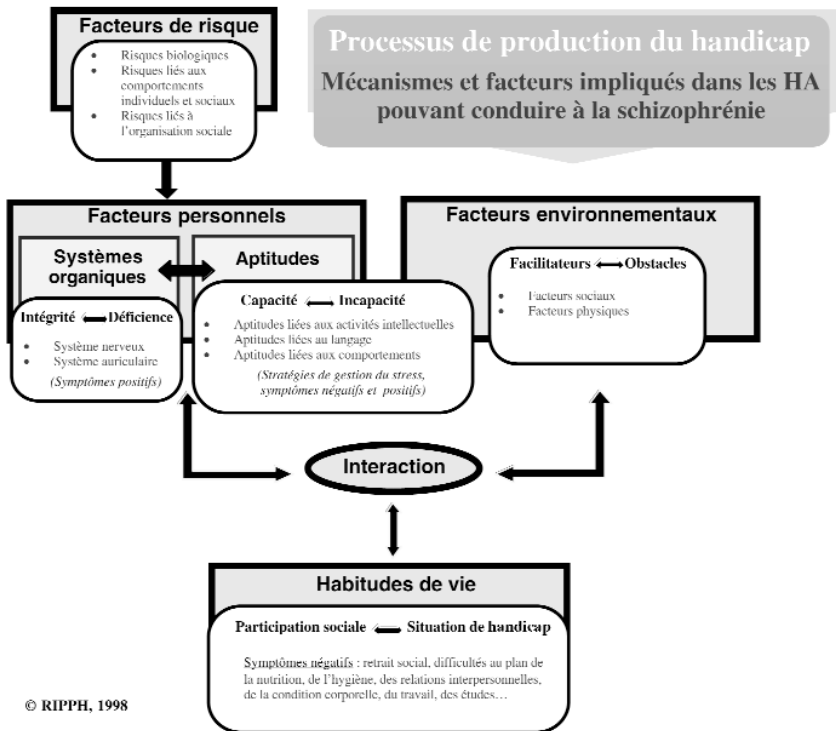 Facteurs de risque
• Risques biologiques
• Risques liés aux
comportements
individuels et sociaux
• Risques liés à
l'organisation sociale
Processus de production du handicap
Mécanismes et facteurs impliqués dans les HA
pouvant conduire à la schizophrénie
Facteurs personnels
Systèmes
organiques
Aptitudes
Intégrité Déficience
• Système nerveux
• Système auriculaire
(Symptômes positifs)
Capacité Incapacité
• Aptitudes liées aux activités intellectuelles
• Aptitudes liées au langage
• Aptitudes liées aux comportements
(Stratégies de gestion du stress,
symptômes négatifs et positifs)
Facteurs environnementaux
Facilitateurs Obstacles
• Facteurs sociaux
• Facteurs physiques
Interaction
Habitudes de vie
Participation sociale Situation de handicap
Symptômes négatifs : retrait social, difficultés au plan de
la nutrition, de l'hygiène, des relations interpersonnelles,
de la condition corporelle, du travail, des études…
© RIPPH, 1998